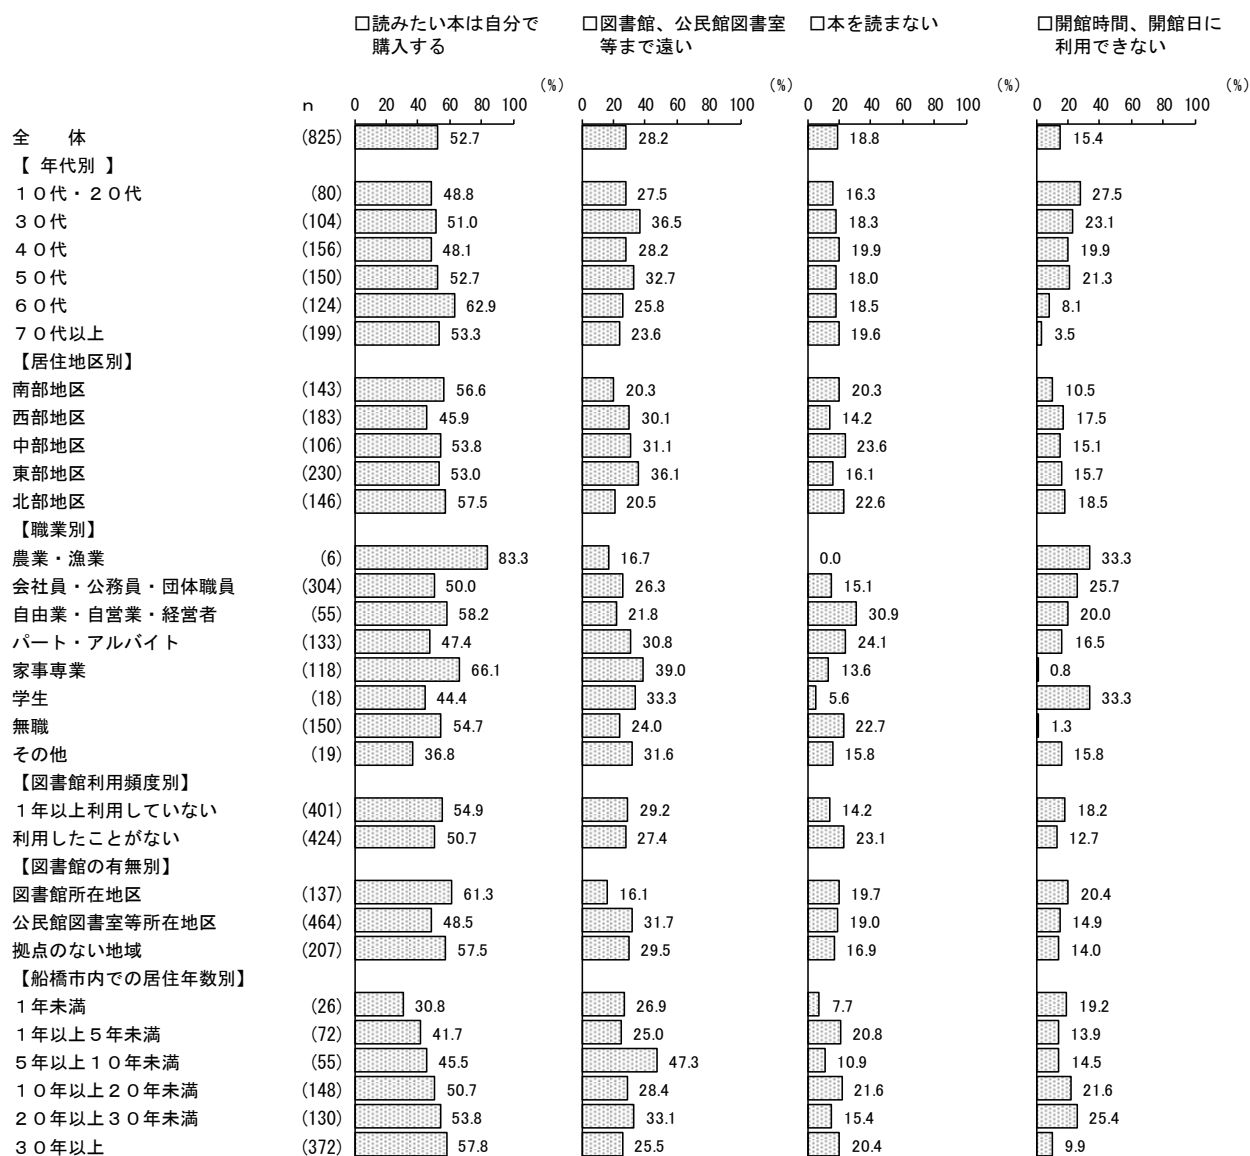 □読みたい本は自分で 購入する
□図書館、公民館図書室 等まで遠い
□本を読まない
□開館時間、開館日に 利用できない
(%) (%) (%) (%)
n 0 20 40 60 80 100 0 20 40 60 80 100 0 20 40 60 80 100 0 20 40 60 80 100
全 体 (825) 52.7 28.2 18.8 15.4
【 年代別 】
10代・20代 (80) 48.8 27.5 16.3 27.5
30代 (104) 51.0 36.5 18.3 23.1
40代 (156) 48.1 28.2 19.9 19.9
50代 (150) 52.7 32.7 18.0 21.3
60代 (124) 62.9 25.8 18.5 8.1
70代以上 (199) 53.3 23.6 19.6 3.5
【居住地区別】
南部地区 (143) 56.6 20.3 20.3 10.5
西部地区 (183) 45.9 30.1 14.2 17.5
中部地区 (106) 53.8 31.1 23.6 15.1
東部地区 (230) 53.0 36.1 16.1 15.7
北部地区 (146) 57.5 20.5 22.6 18.5
【職業別】
農業・漁業 (6) 83.3 16.7 0.0 33.3
会社員・公務員・団体職員 (304) 50.0 26.3 15.1 25.7
自由業・自営業・経営者 (55) 58.2 21.8 30.9 20.0
パート・アルバイト (133) 47.4 30.8 24.1 16.5
家事専業 (118) 66.1 39.0 13.6 0.8
学生 (18) 44.4 33.3 5.6 33.3
無職 (150) 54.7 24.0 22.7 1.3
その他 (19) 36.8 31.6 15.8 15.8
【図書館利用頻度別】
1年以上利用していない (401) 54.9 29.2 14.2 18.2
利用したことがない (424) 50.7 27.4 23.1 12.7
【図書館の有無別】
図書館所在地区 (137) 61.3 16.1 19.7 20.4
公民館図書室等所在地区 (464) 48.5 31.7 19.0 14.9
拠点のない地域 (207) 57.5 29.5 16.9 14.0
【船橋市内での居住年数別】
1年未満 (26) 30.8 26.9 7.7 19.2
1年以上5年未満 (72) 41.7 25.0 20.8 13.9
5年以上10年未満 (55) 45.5 47.3 10.9 14.5
10年以上20年未満 (148) 50.7 28.4 21.6 21.6
20年以上30年未満 (130) 53.8 33.1 15.4 25.4
30年以上 (372) 57.8 25.5 20.4 9.9